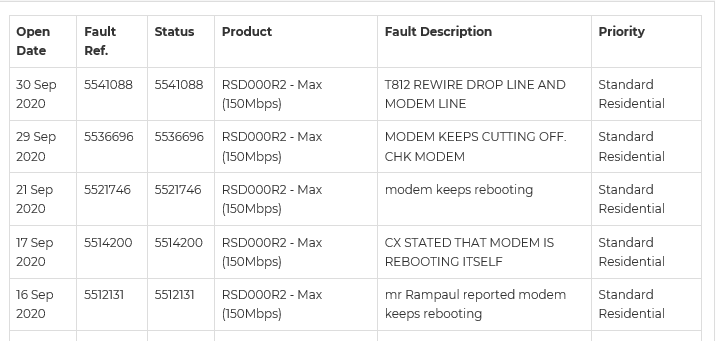 Open Date Fault Ref. Status Product Fault Description Priority
30 Sep 2020 5541088 5541088 RSD000R2 - Max (150Mbps) T812 REWIRE DROP LINE AND MODEM LINE Standard Residential
29 Sep 2020 5536696 5536696 RSD000R2 - Max (150Mbps) MODEM KEEPS CUTTING OFF. CHK MODEM Standard Residential
21 Sep 2020 5521746 5521746 RSD000R2 - Max (150Mbps) modem keeps rebooting Standard Residential
17 Sep 2020 5514200 5514200 RSD000R2 - Max (150Mbps) CX STATED THAT MODEM IS REBOOTING ITSELF Standard Residential
16 Sep 2020 5512131 5512131 RSD000R2 - Max (150Mbps) mr Rampaul reported modem keeps rebooting Standard Residential